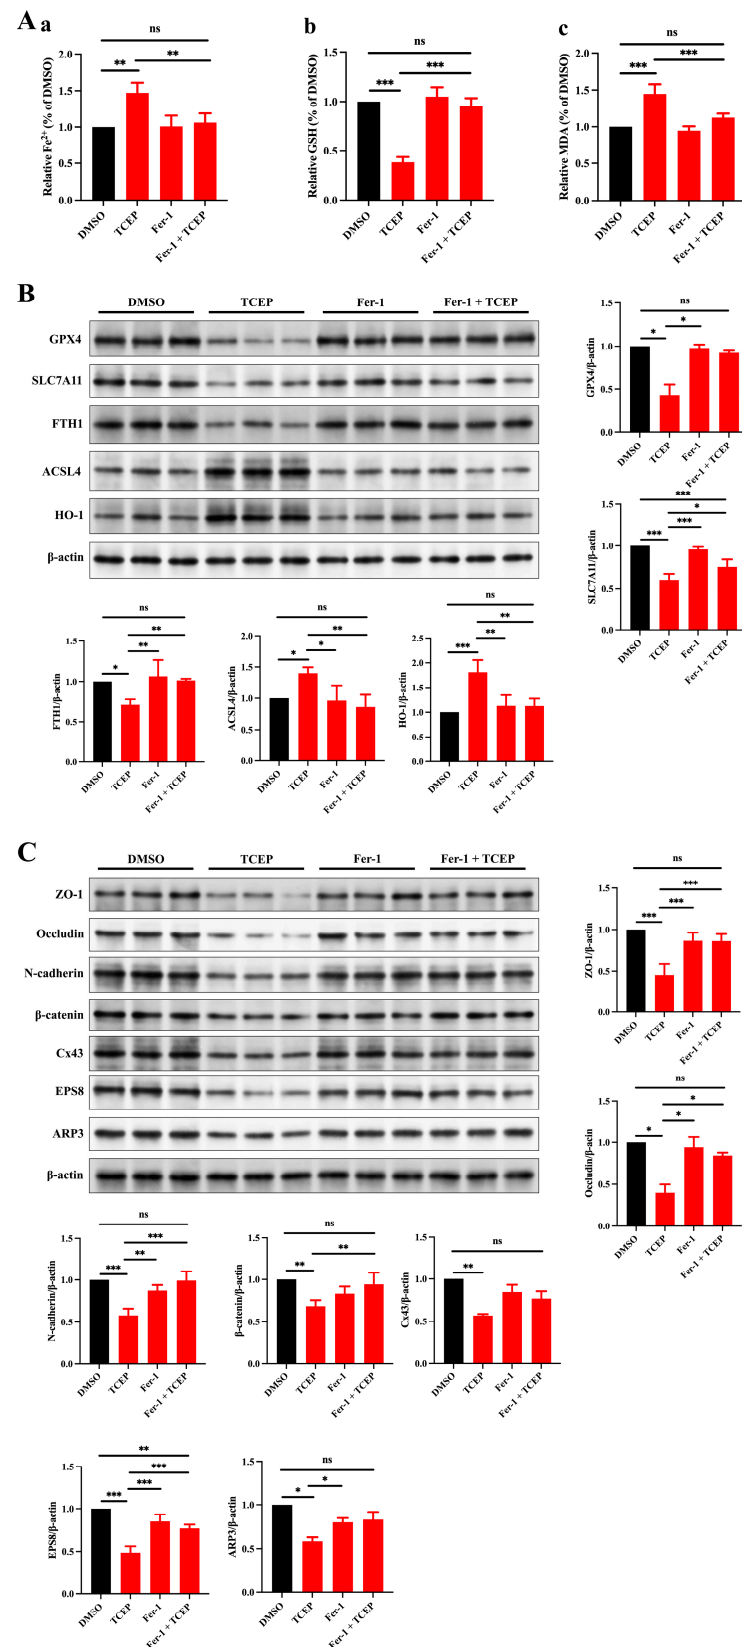 A a b c
ns ns ns
** ** *** *** *** ***
Relative Fe²⁺ (% of DMSO)
2.0
1.5
1.0
0.5
0.0
DMSO TCEP Fer-1 Fer-1 + TCEP
Relative GSH (% of DMSO)
1.5
1.0
0.5
0.0
DMSO TCEP Fer-1 Fer-1 + TCEP
Relative MDA (% of DMSO)
2.0
1.5
1.0
0.5
0.0
DMSO TCEP Fer-1 Fer-1 + TCEP
B
DMSO TCEP Fer-1 Fer-1 + TCEP
GPX4
SLC7A11
FTH1
ACSL4
HO-1
β-actin
ns
* *
GPX4/β-actin
1.5
1.0
0.5
0.0
DMSO TCEP Fer-1 Fer-1 + TCEP
***
*
*** ***
SLC7A11/β-actin
1.5
1.0
0.5
0.0
DMSO TCEP Fer-1 Fer-1 + TCEP
ns
**
* **
FTH1/β-actin
1.5
1.0
0.5
0.0
DMSO TCEP Fer-1 Fer-1 + TCEP
ns
**
* *
ACSL4/β-actin
2.0
1.5
1.0
0.5
0.0
DMSO TCEP Fer-1 Fer-1 + TCEP
ns
**
*** **
HO-1/β-actin
2.5
2.0
1.5
1.0
0.5
0.0
DMSO TCEP Fer-1 Fer-1 + TCEP
C
DMSO TCEP Fer-1 Fer-1 + TCEP
ZO-1
Occludin
N-cadherin
β-catenin
Cx43
EPS8
ARP3
β-actin
ns
***
*** ***
ZO-1/β-actin
1.5
1.0
0.5
0.0
DMSO TCEP Fer-1 Fer-1 + TCEP
ns
*
* *
Occludin/β-acin
1.5
1.0
0.5
0.0
DMSO TCEP Fer-1 Fer-1 + TCEP
ns
***
*** **
N-cadherin/β-actin
1.5
1.0
0.5
0.0
DMSO TCEP Fer-1 Fer-1 + TCEP
ns
** **
β-catenin/β-actin
1.5
1.0
0.5
0.0
DMSO TCEP Fer-1 Fer-1 + TCEP
ns
**
Cx43/β-actin
1.5
1.0
0.5
0.0
DMSO TCEP Fer-1 Fer-1 + TCEP
**
***
*** ***
EPS8/β-actin
1.5
1.0
0.5
0.0
DMSO TCEP Fer-1 Fer-1 + TCEP
ns
* *
ARP3/β-actin
1.5
1.0
0.5
0.0
DMSO TCEP Fer-1 Fer-1 + TCEP